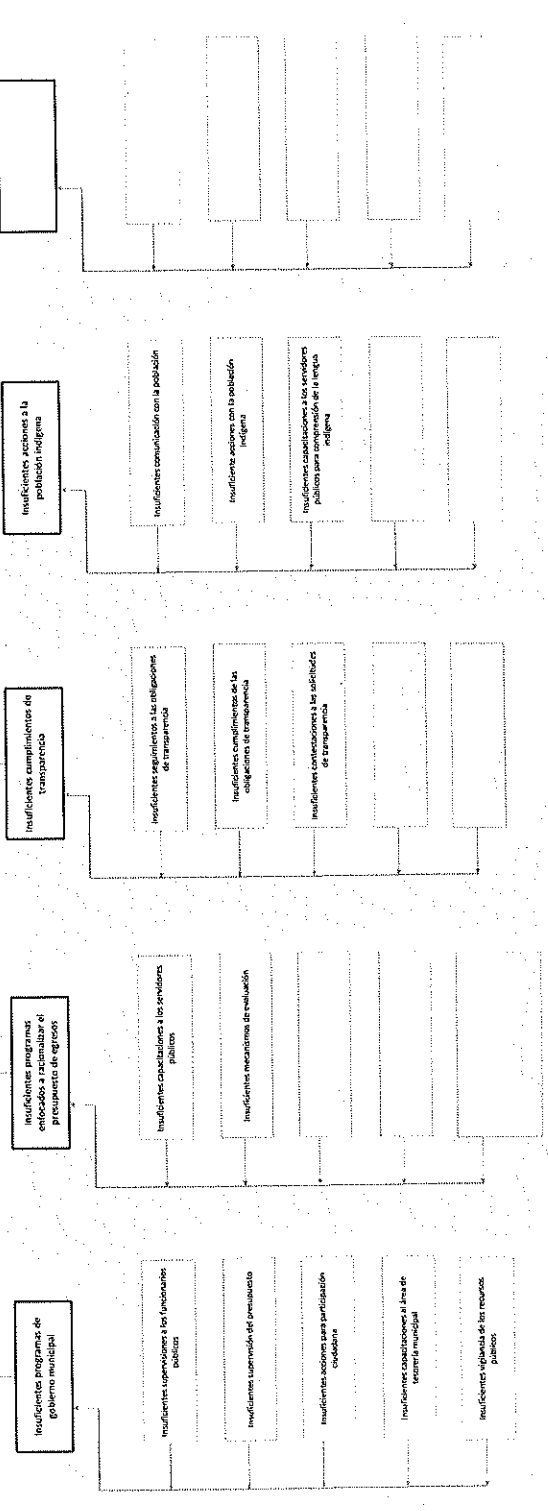 Insuficientes programas de
gobierno municipal
Insuficientes supervisiones a los funcionarios
públicos
Insuficientes supervisión del presupuesto
Insuficientes acciones para participación
ciudadana
Insuficientes capacitaciones al área de
tesorería municipal
Insuficientes vigilancia de los recursos
públicos
Insuficientes programas
enfocados a racionalizar el
presupuesto de egresos
Insuficientes capacitaciones a los servidores
públicos
Insuficientes mecanismos de evaluación
Insuficientes cumplimientos de
transparencia
Insuficientes seguimientos a las obligaciones
de transparencia
Insuficientes cumplimientos de las
obligaciones de transparencia
Insuficientes contestaciones a las solicitudes
de transparencia
Insuficientes acciones a la
población indígena
Insuficientes comunicación con la población
Insuficiente acciones con la población
indígena
Insuficientes capacitaciones a los servidores
públicos para comprensión de la lengua
indígena